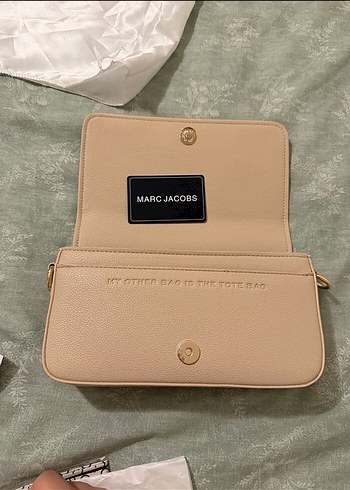 MARC JACOBS
MY OTHER BAG IS THE TOTE BAG